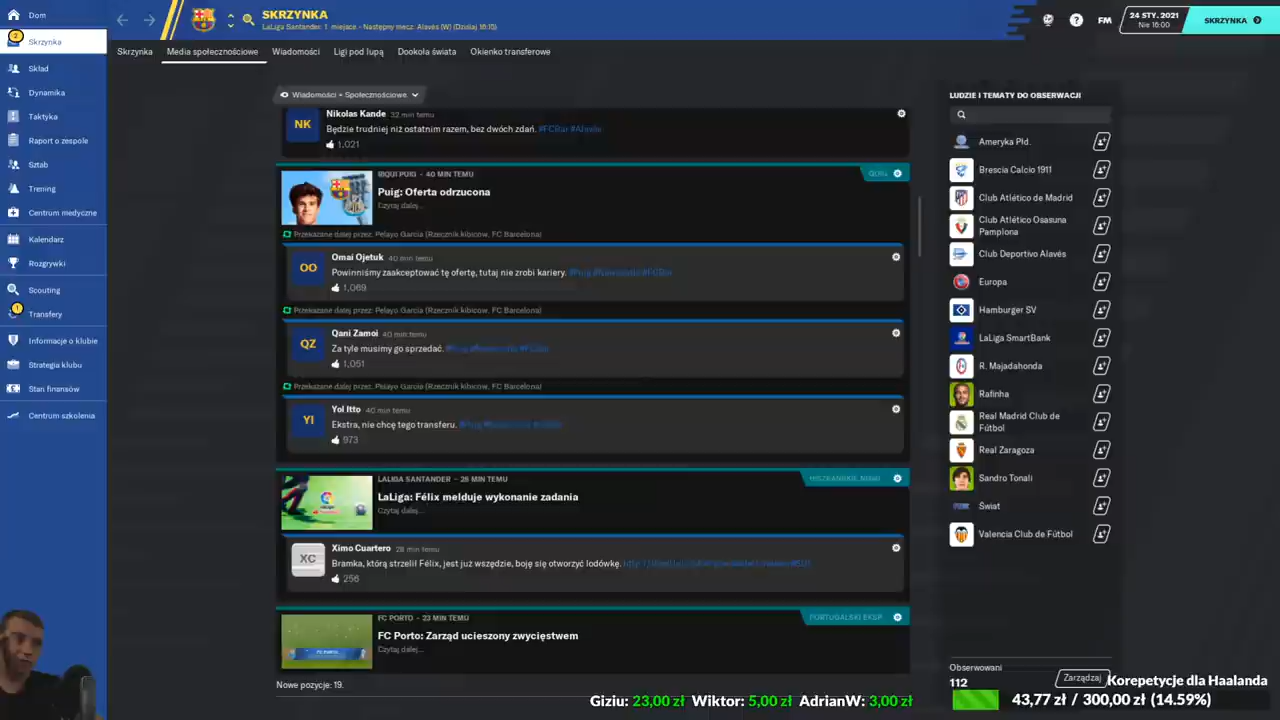 Dom
SKRZYNKA
LaLiga Santander: 1. miejsce - Następny mecz: Alavés (W) (Dzisiaj 16:15)
FM
24 STY. 2021
Nie 16:00
SKRZYNKA
2
Skrzynka
Skład
Dynamika
Taktyka
Raport o zespole
Sztab
Trening
Centrum medyczne
Kalendarz
Rozgrywki
Scouting
1
Transfery
Informacje o klubie
Strategia klubu
Stan finansów
Centrum szkolenia
Skrzynka
Media społecznościowe
Wiadomości
Ligi pod lupą
Dookoła świata
Okienko transferowe
Wiadomości + Społecznościowe.
NK
Nikolas Kande 32 min temu
Będzie trudniej niż ostatnim razem, bez dwóch zdań.
1,021
RIQUI PUIG - 40 MIN TEMU
Puig: Oferta odrzucona
Czytaj dalej...
Przekazane dalej przez: Pelayo García (Rzecznik kibiców, FC Barcelona)
OO
Omai Ojetuk 40 min temu
Powinniśmy zaakceptować tę ofertę, tutaj nie zrobi kariery.
1,069
Przekazane dalej przez: Pelayo García (Rzecznik kibiców, FC Barcelona)
QZ
Qani Zamoi 40 min temu
Za tyle musimy go sprzedać.
1,051
Przekazane dalej przez: Pelayo García (Rzecznik kibiców, FC Barcelona)
YI
Yol Itto 40 min temu
Ekstra, nie chcę tego transferu.
973
LALIGA SANTANDER - 28 MIN TEMU
LaLiga: Félix melduje wykonanie zadania
Czytaj dalej...
XC
Ximo Cuartero 28 min temu
Bramka, którą strzelił Félix, jest już wszędzie, boję się otworzyć lodówkę.
256
FC PORTO - 23 MIN TEMU
PORTUGALSKI EKSP.
FC Porto: Zarząd ucieszony zwycięstwem
Czytaj dalej...
Nowe pozycje: 19.
LUDZIE I TEMATY DO OBSERWACJI
Ameryka Płd.
Brescia Calcio 1911
Club Atlético de Madrid
Club Atlético Osasuna
Pamplona
Club Deportivo Alavés
Europa
Hamburger SV
LaLiga SmartBank
R. Majadahonda
Rafinha
Real Madrid Club de
Fútbol
Real Zaragoza
Sandro Tonali
Świat
Valencia Club de Fútbol
Obserwowani
112
Zarządzaj
Korepetycje dla Haalanda
43,77 zł / 300,00 zł (14.59%)
Giziu: 23,00 zł Wiktor: 5,00 zł AdrianW: 3,00 zł